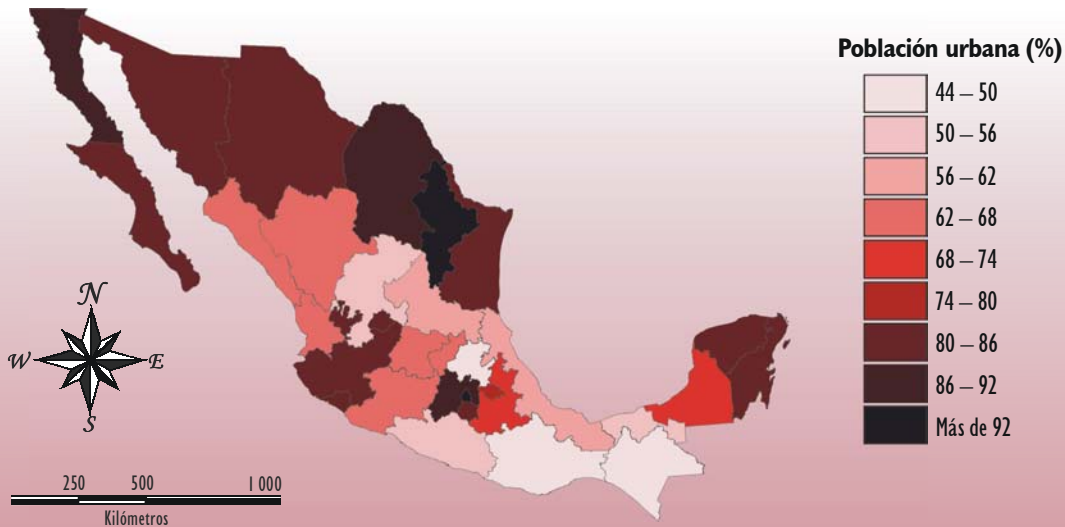 Población urbana (%)
44 – 50
50 – 56
56 – 62
62 – 68
68 – 74
74 – 80
80 – 86
86 – 92
Más de 92
N
W
E
S
250 500 1 000
Kilómetros